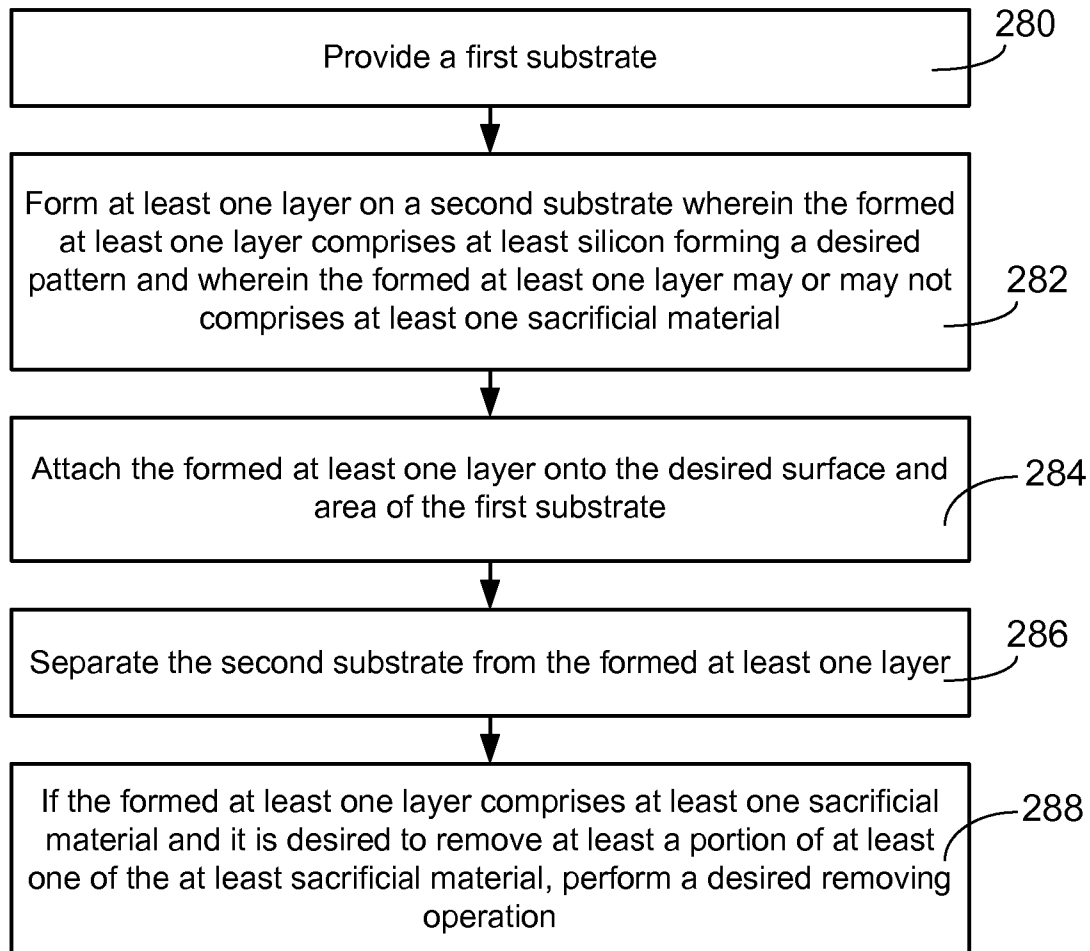 280
Provide a first substrate
Form at least one layer on a second substrate wherein the formed
at least one layer comprises at least silicon forming a desired
pattern and wherein the formed at least one layer may or may not
comprises at least one sacrificial material
282
Attach the formed at least one layer onto the desired surface and
area of the first substrate
284
Separate the second substrate from the formed at least one layer
286
If the formed at least one layer comprises at least one sacrificial
material and it is desired to remove at least a portion of at least
one of the at least sacrificial material, perform a desired removing
operation
288